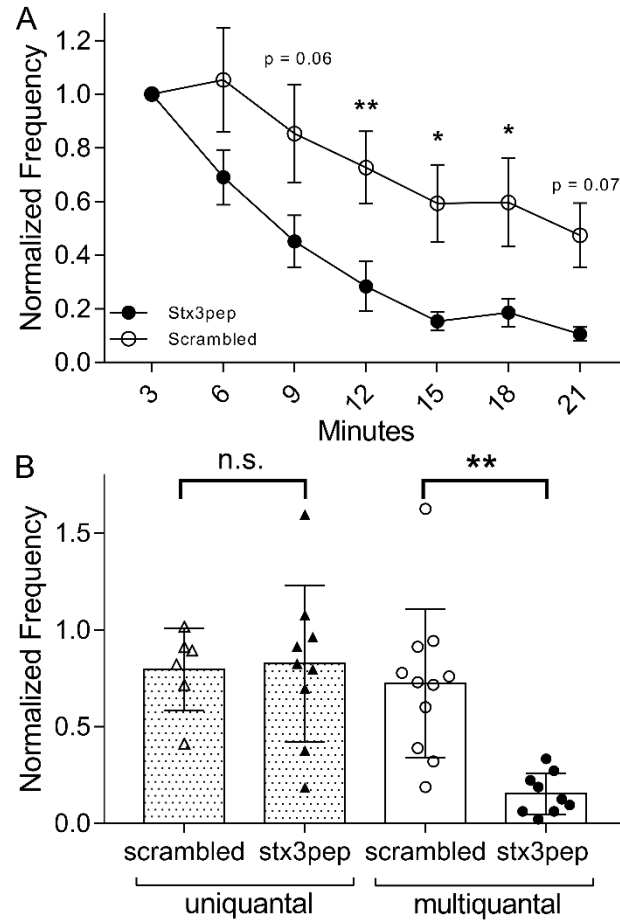 A
Normalized Frequency
1.2
1.0
0.8
0.6
0.4
0.2
0.0
p = 0.06
**
*
*
p = 0.07
Stx3pep
Scrambled
3 6 9 12 15 18 21
Minutes
B
n.s.
**
Normalized Frequency
1.5
1.0
0.5
0.0
scrambled stx3pep scrambled stx3pep
uniquantal multiquantal